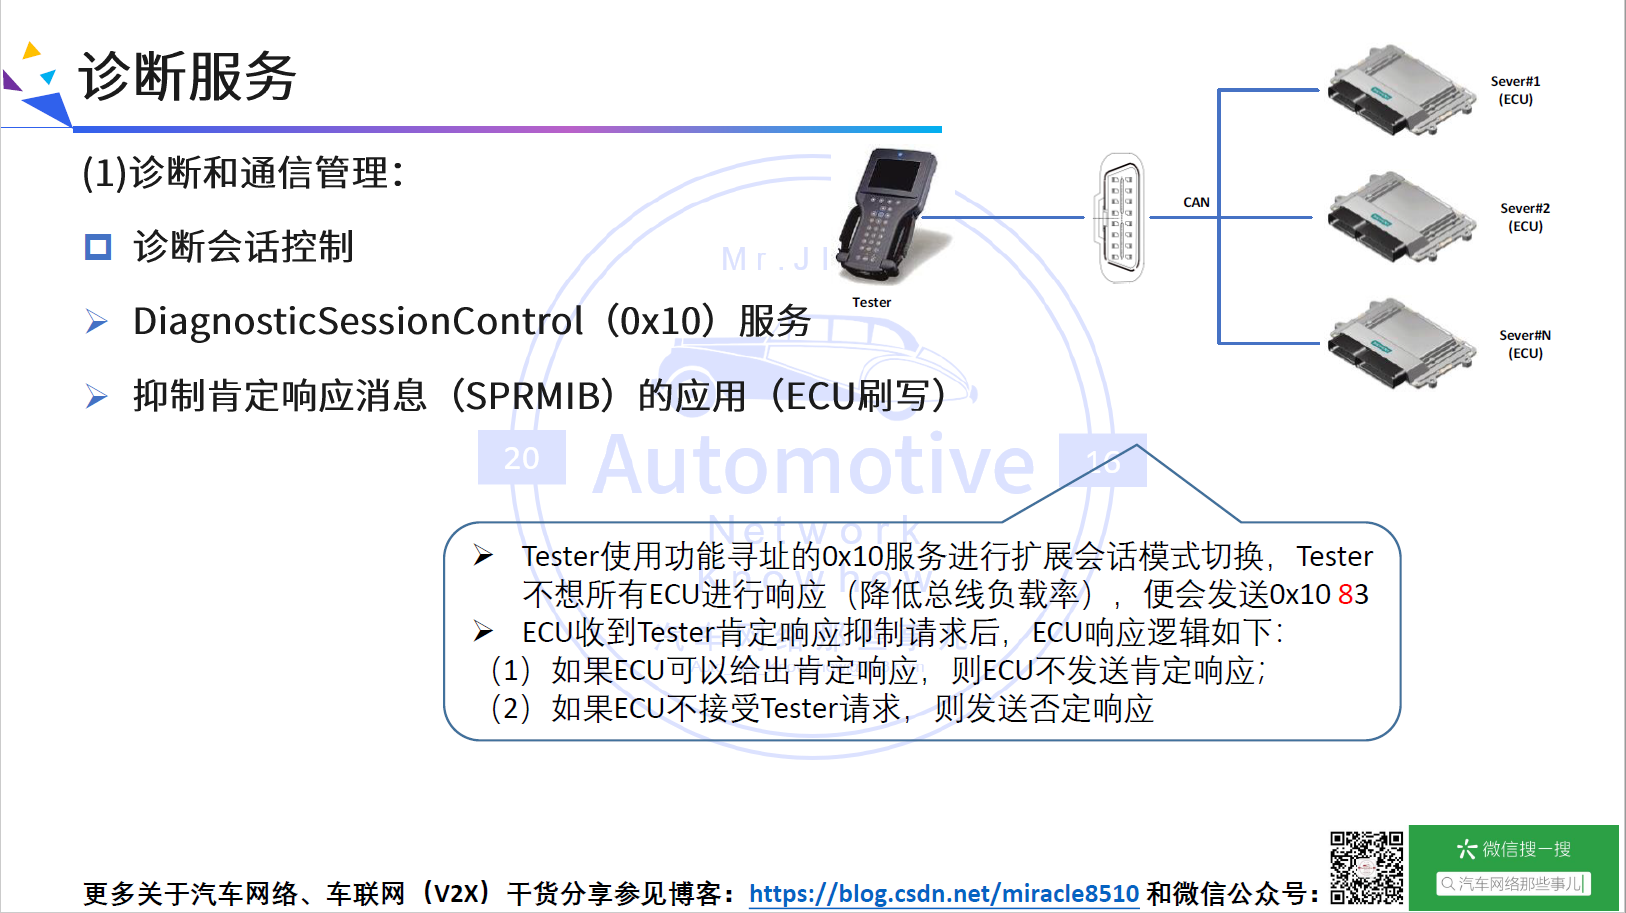 诊断服务
(1)诊断和通信管理：
诊断会话控制
DiagnosticSessionControl（0x10）服务
抑制肯定响应消息（SPRMIB）的应用（ECU刷写）
Tester
CAN
Sever#1
(ECU)
Sever#2
(ECU)
Sever#N
(ECU)
Mr.JI
20
Automotive
16
Network
Knowhow
汽车网络那些事儿
Tester使用功能寻址的0x10服务进行扩展会话模式切换，Tester
不想所有ECU进行响应（降低总线负载率），便会发送0x10 83
ECU收到Tester肯定响应抑制请求后，ECU响应逻辑如下：
（1）如果ECU可以给出肯定响应，则ECU不发送肯定响应；
（2）如果ECU不接受Tester请求，则发送否定响应
更多关于汽车网络、车联网（V2X）干货分享参见博客：https://blog.csdn.net/miracle8510 和微信公众号：
微信搜一搜
汽车网络那些事儿